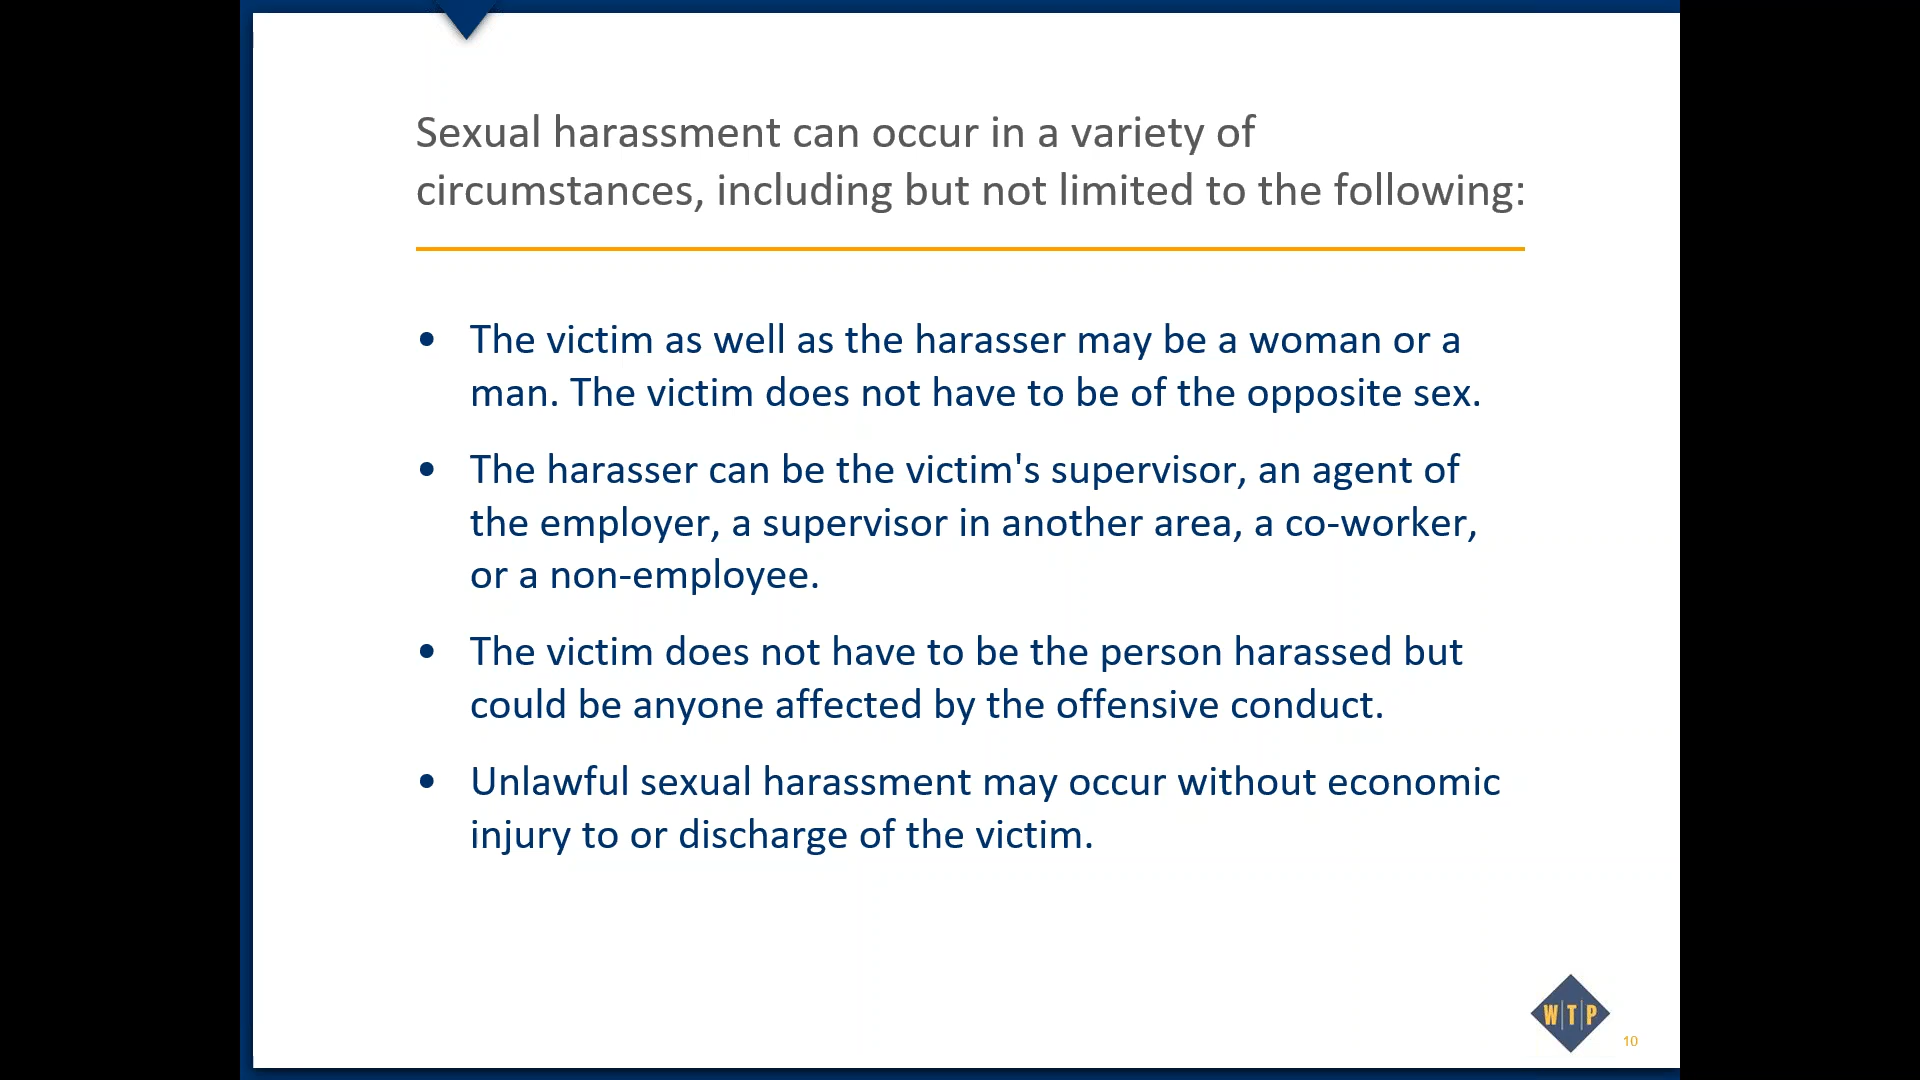 Sexual harassment can occur in a variety of
circumstances, including but not limited to the following:
• The victim as well as the harasser may be a woman or a
man. The victim does not have to be of the opposite sex.
• The harasser can be the victim's supervisor, an agent of
the employer, a supervisor in another area, a co-worker,
or a non-employee.
• The victim does not have to be the person harassed but
could be anyone affected by the offensive conduct.
• Unlawful sexual harassment may occur without economic
injury to or discharge of the victim.
W|T|P
10